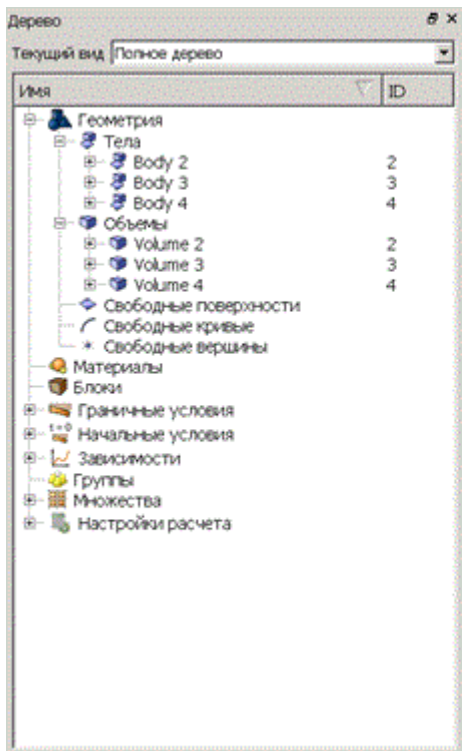 Дерево
Текущий вид Полное дерево
Имя ID
Геометрия
Тела
Body 2 2
Body 3 3
Body 4 4
Объемы
Volume 2 2
Volume 3 3
Volume 4 4
Свободные поверхности
Свободные кривые
Свободные вершины
Материалы
Блоки
Граничные условия
t=0 Начальные условия
Зависимости
Группы
Множества
Настройки расчета